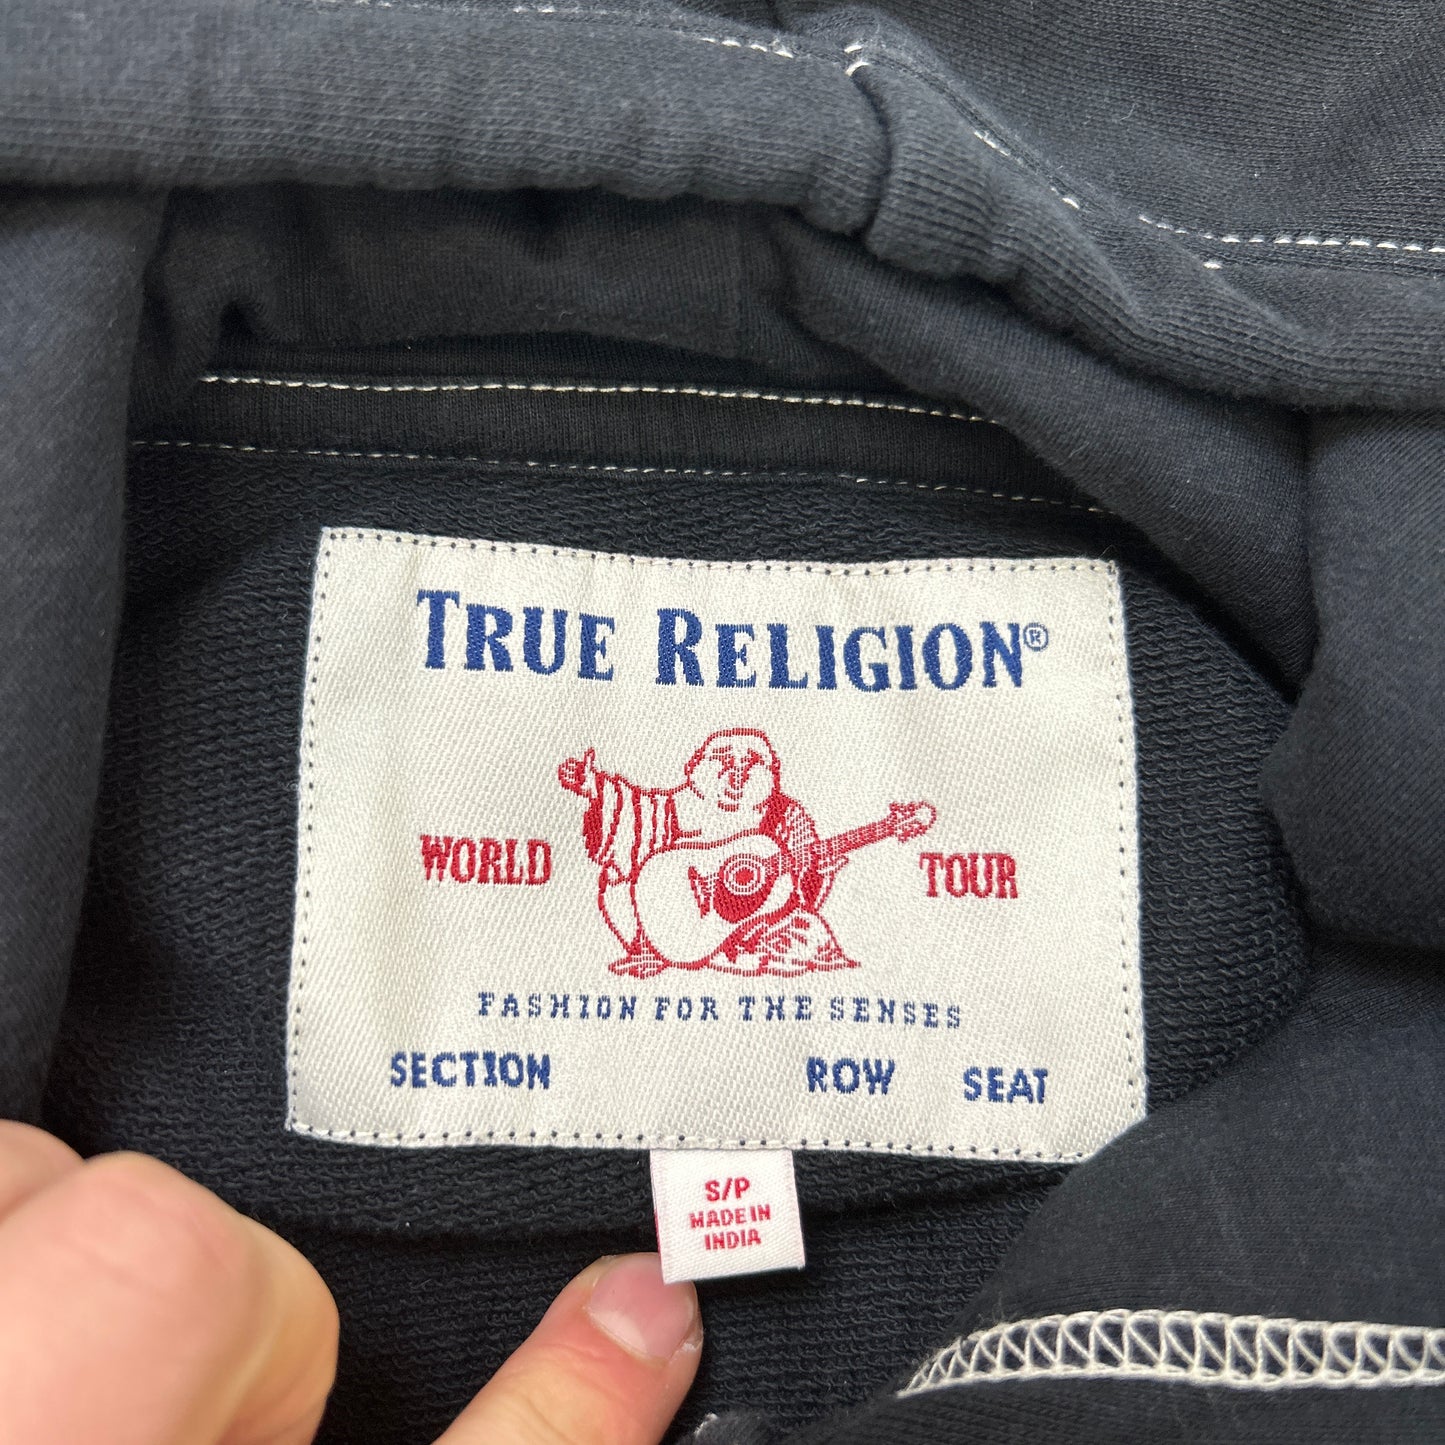 TRUE RELIGION®
WORLD TOUR
FASHION FOR THE SENSES
SECTION ROW SEAT
S/P
MADE IN
INDIA